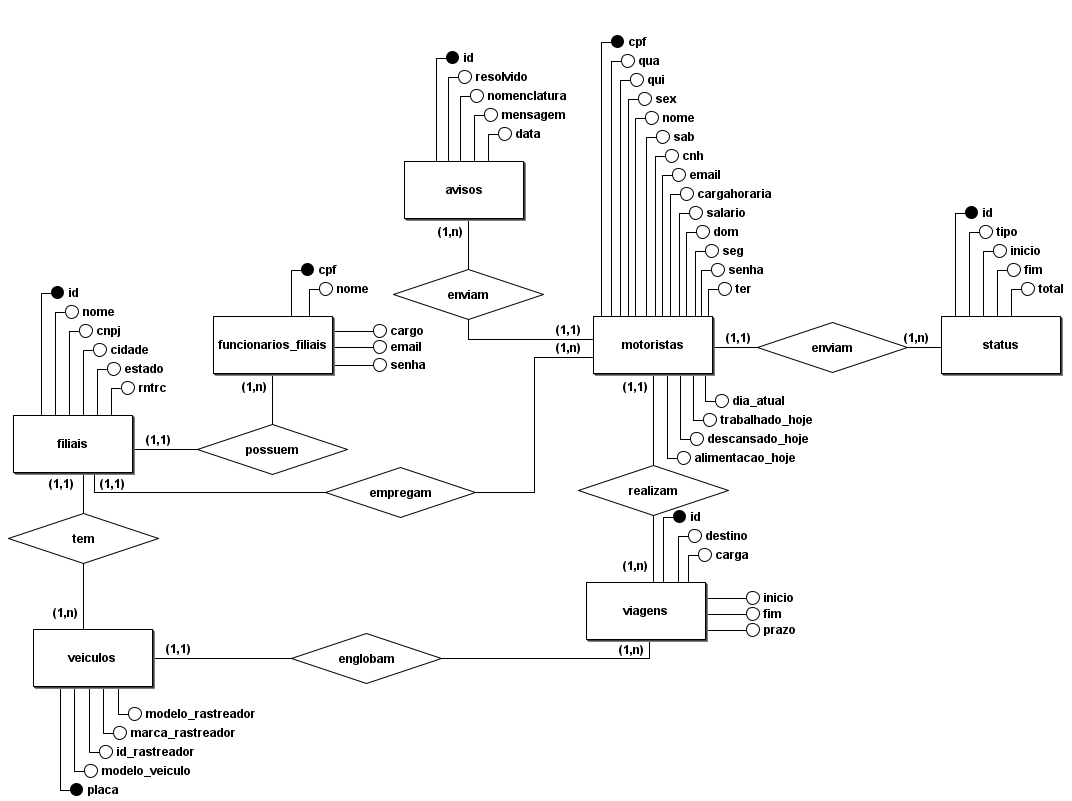 cpf
qua
qui
sex
nome
sab
cnh
email
cargahoraria
salario
dom
seg
senha
ter
id
resolvido
nomenclatura
mensagem
data
avisos
(1,n)
enviam
(1,1)
(1,n)
motoristas
(1,1)
enviam
(1,n)
status
id
tipo
inicio
fim
total
(1,1)
dia_atual
trabalhado_hoje
descansado_hoje
alimentacao_hoje
cpf
nome
funcionarios_filiais
cargo
email
senha
(1,n)
possuem
(1,1)
id
nome
cnpj
cidade
estado
rntrc
filiais
(1,1)
(1,1)
empregam
realizam
tem
(1,n)
id
destino
carga
(1,n)
viagens
inicio
fim
prazo
(1,n)
veiculos
(1,1)
englobam
modelo_rastreador
marca_rastreador
id_rastreador
modelo_veiculo
placa